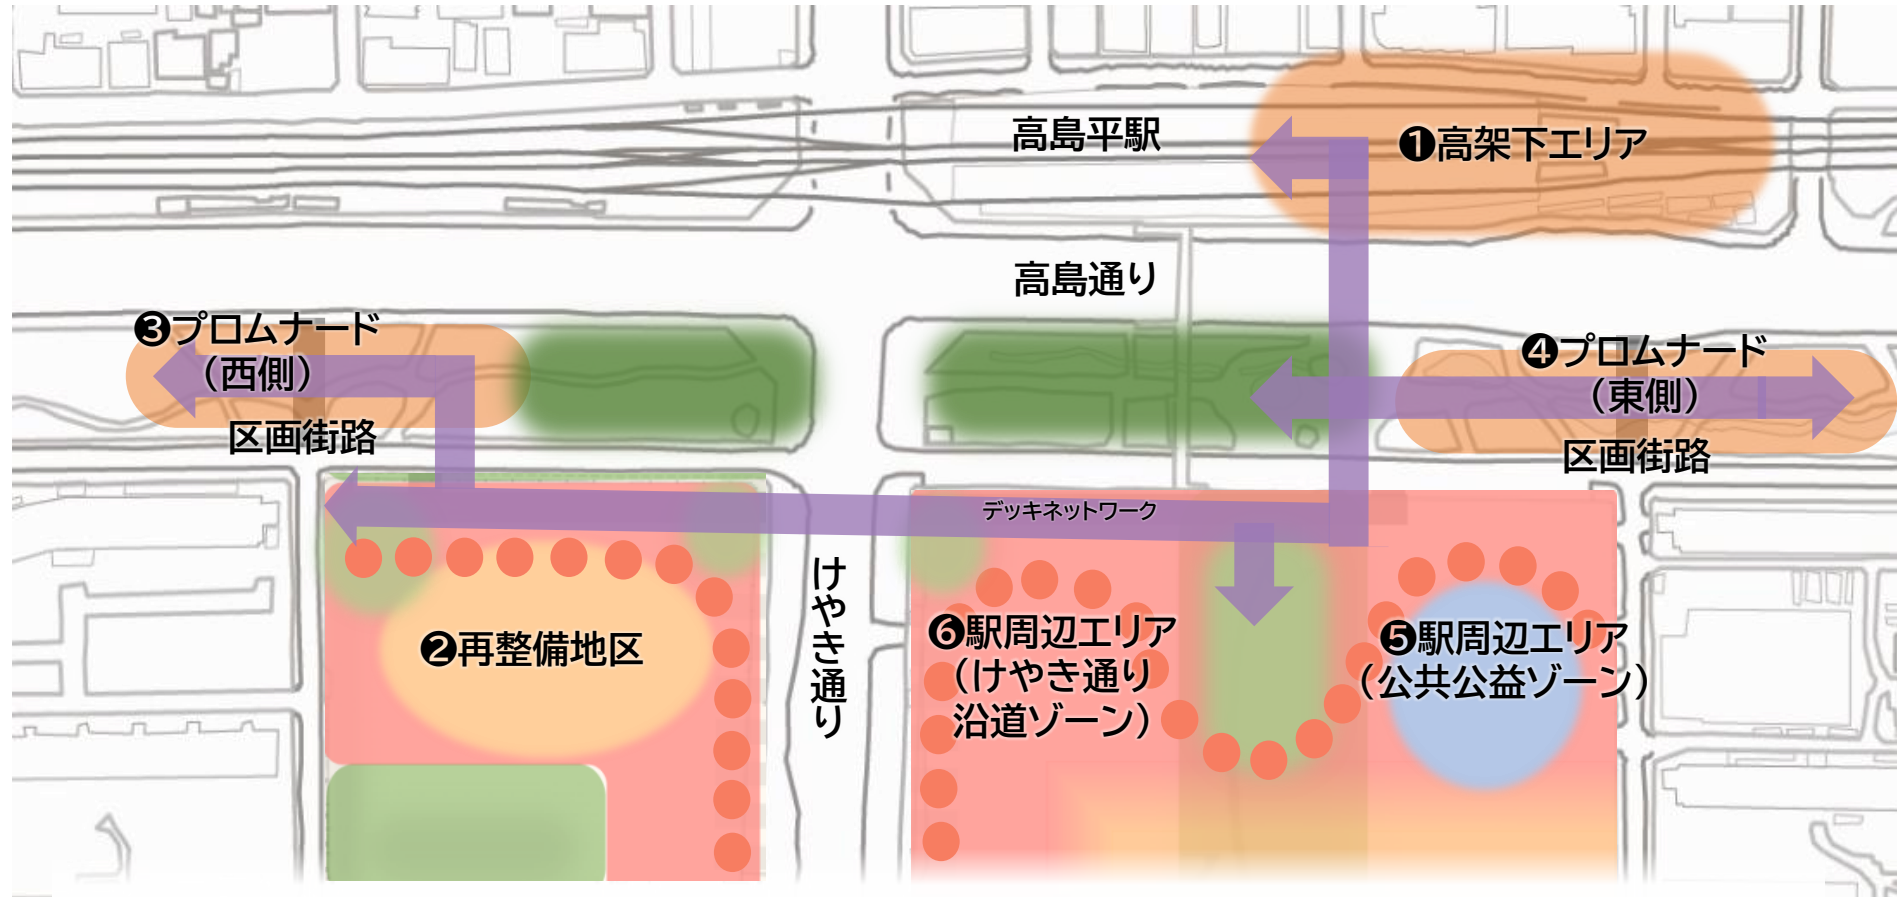 高島平駅
❶高架下エリア
高島通り
❸プロムナード
（西側）
区画街路
❹プロムナード
（東側）
区画街路
デッキネットワーク
けやき通り
❷再整備地区
❻駅周辺エリア
（けやき通り
沿道ゾーン）
❺駅周辺エリア
（公共公益ゾーン）